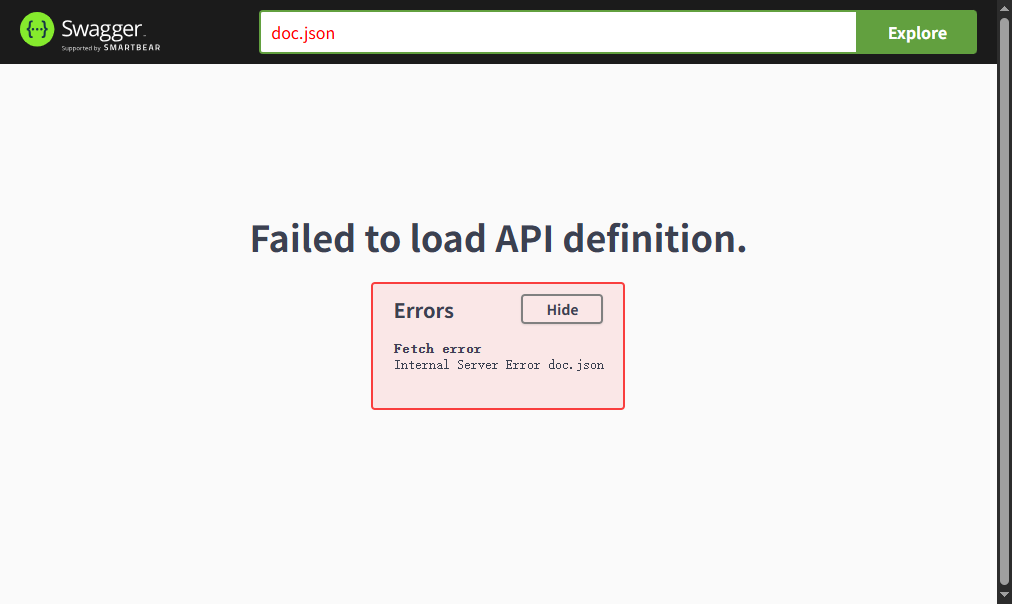 {···} Swagger
Supported by SMARTBEAR
doc.json
Explore
Failed to load API definition.
Errors
Hide
Fetch error
Internal Server Error doc.json